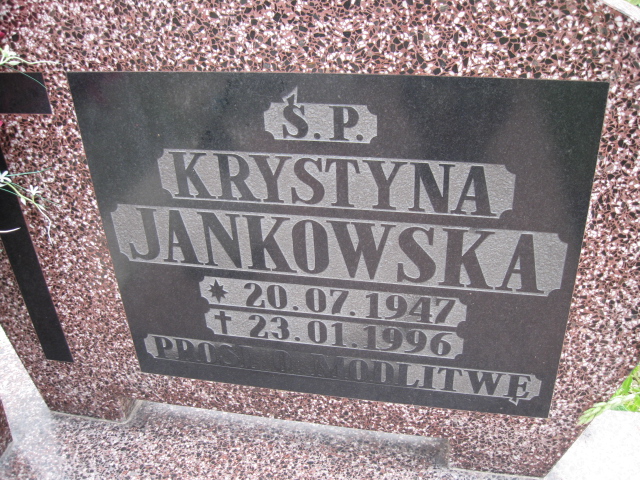 Ś.P.
KRYSTYNA
JANKOWSKA
* 20.07.1947
† 23.01.1996
PROSI O MODLITWĘ